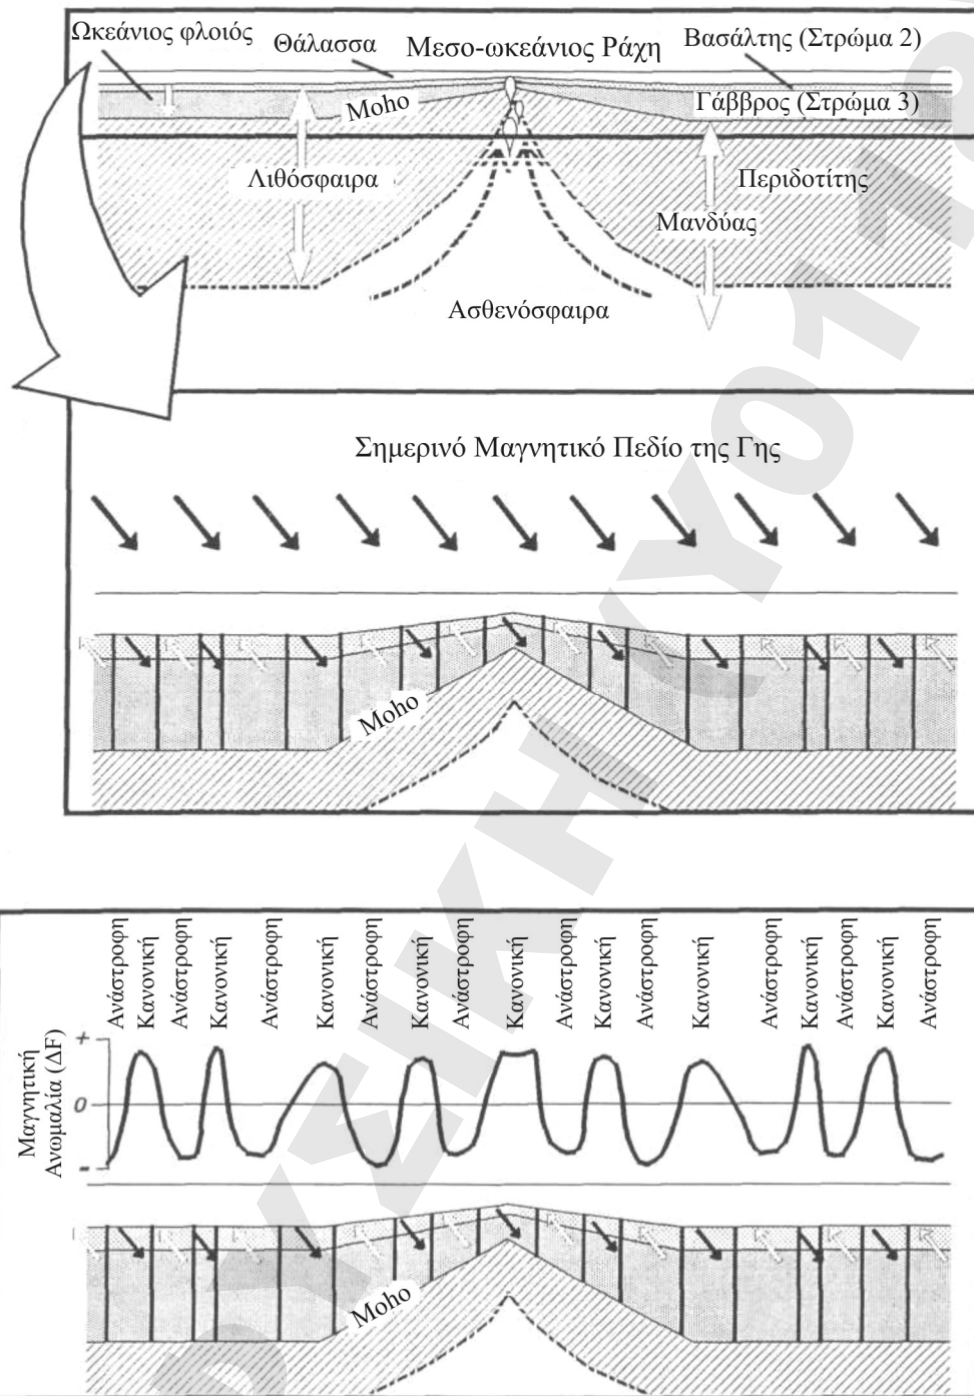 Ωκεάνιος φλοιός
Θάλασσα
Μεσο-ωκεάνιος Ράχη
Βασάλτης (Στρώμα 2)
Moho
Γάββρος (Στρώμα 3)
Λιθόσφαιρα
Περιδοτίτης
Μανδύας
Ασθενόσφαιρα
Σημερινό Μαγνητικό Πεδίο της Γης
Moho
Ανάστροφη
Κανονική
Ανάστροφη
Κανονική
Ανάστροφη
Κανονική
Ανάστροφη
Κανονική
Ανάστροφη
Κανονική
Ανάστροφη
Κανονική
Ανάστροφη
Κανονική
Ανάστροφη
Κανονική
Ανάστροφη
Κανονική
Ανάστροφη
Μαγνητική
Ανωμαλία (ΔF)
+
0
-
Moho